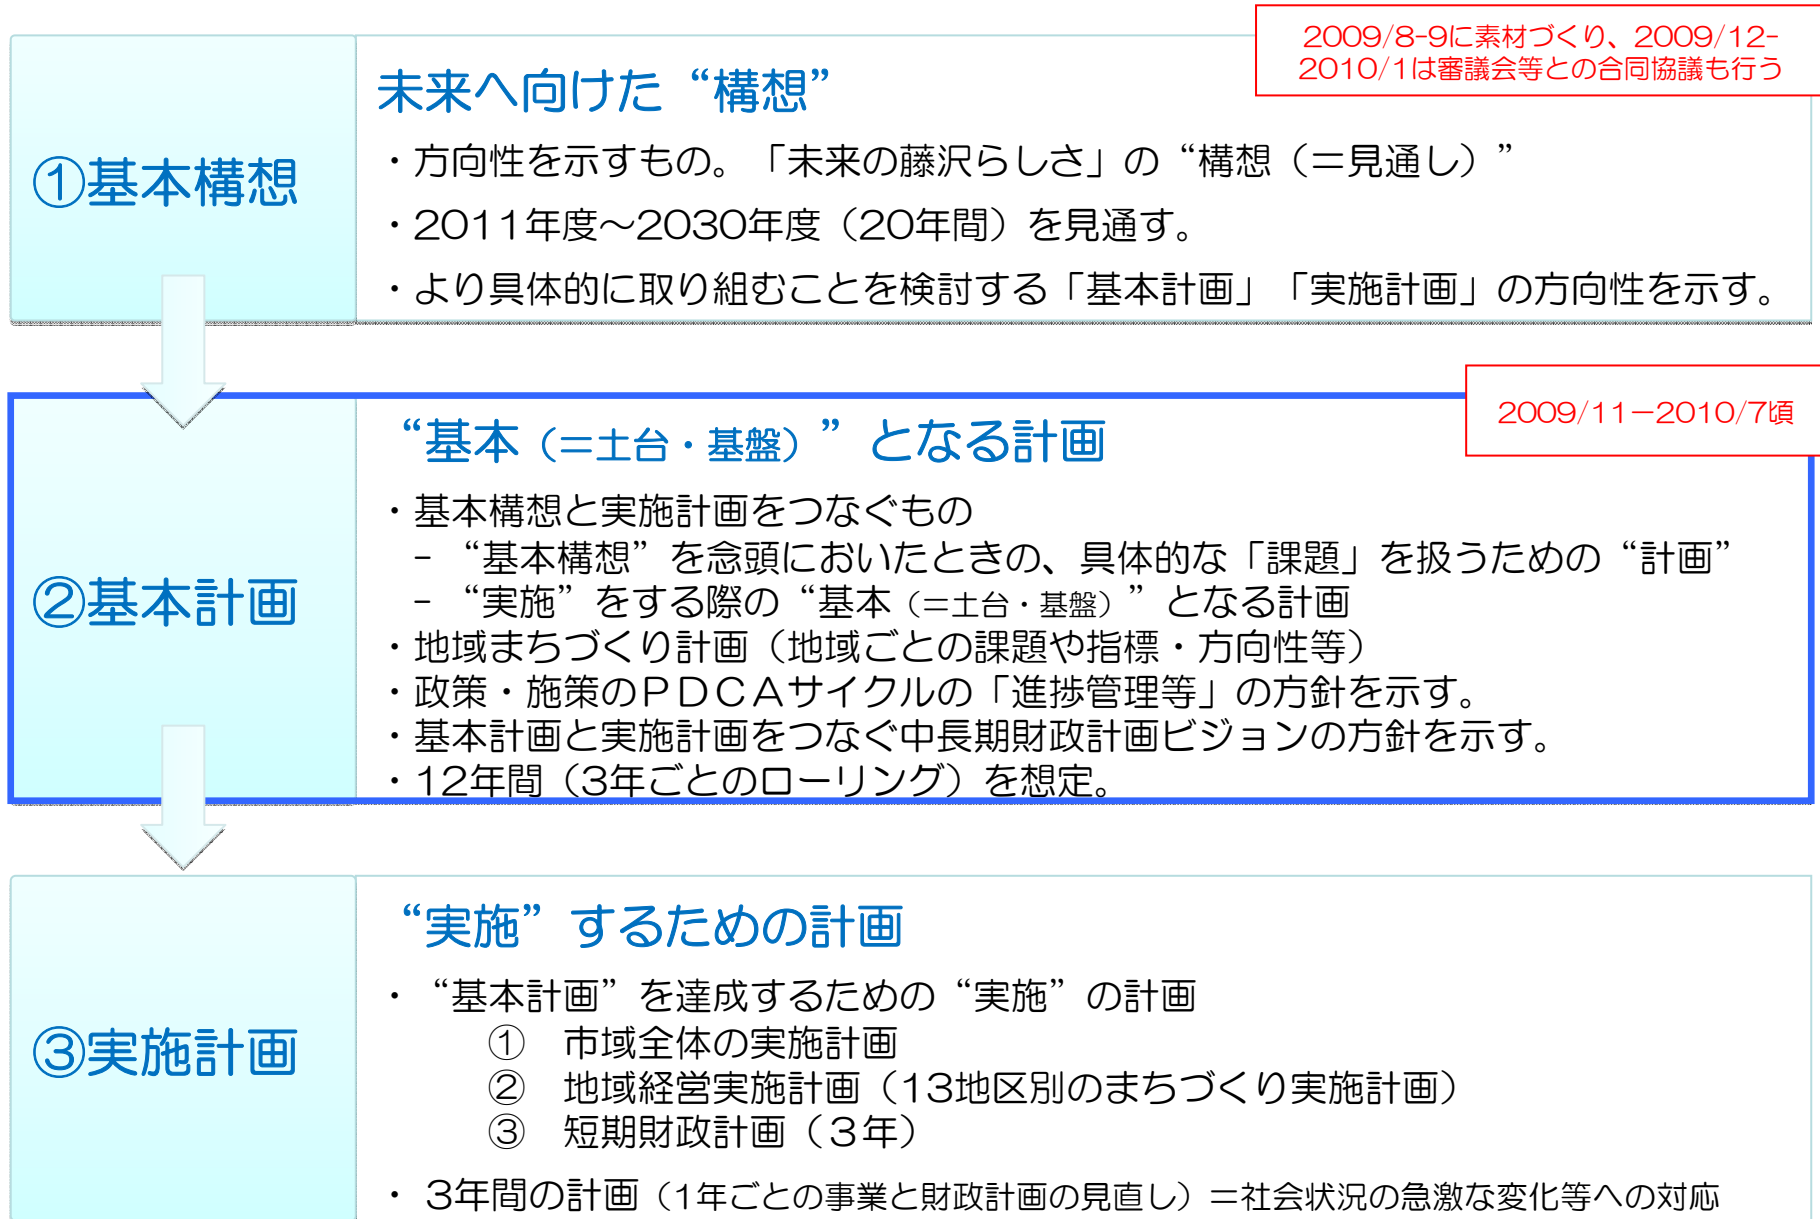 2009/8-9に素材づくり、2009/12-
2010/1は審議会等との合同協議も行う
①基本構想
未来へ向けた“構想”
・方向性を示すもの。「未来の藤沢らしさ」の“構想（＝見通し）”
・2011年度～2030年度（20年間）を見通す。
・より具体的に取り組むことを検討する「基本計画」「実施計画」の方向性を示す。
2009/11－2010/7頃
②基本計画
“基本（＝土台・基盤）”となる計画
・基本構想と実施計画をつなぐもの
－“基本構想”を念頭においたときの、具体的な「課題」を扱うための“計画”
－“実施”をする際の“基本（＝土台・基盤）”となる計画
・地域まちづくり計画（地域ごとの課題や指標・方向性等）
・政策・施策のＰＤＣＡサイクルの「進捗管理等」の方針を示す。
・基本計画と実施計画をつなぐ中長期財政計画ビジョンの方針を示す。
・12年間（3年ごとのローリング）を想定。
③実施計画
“実施”するための計画
・“基本計画”を達成するための“実施”の計画
①　市域全体の実施計画
②　地域経営実施計画（13地区別のまちづくり実施計画）
③　短期財政計画（３年）
・ 3年間の計画（1年ごとの事業と財政計画の見直し）＝社会状況の急激な変化等への対応